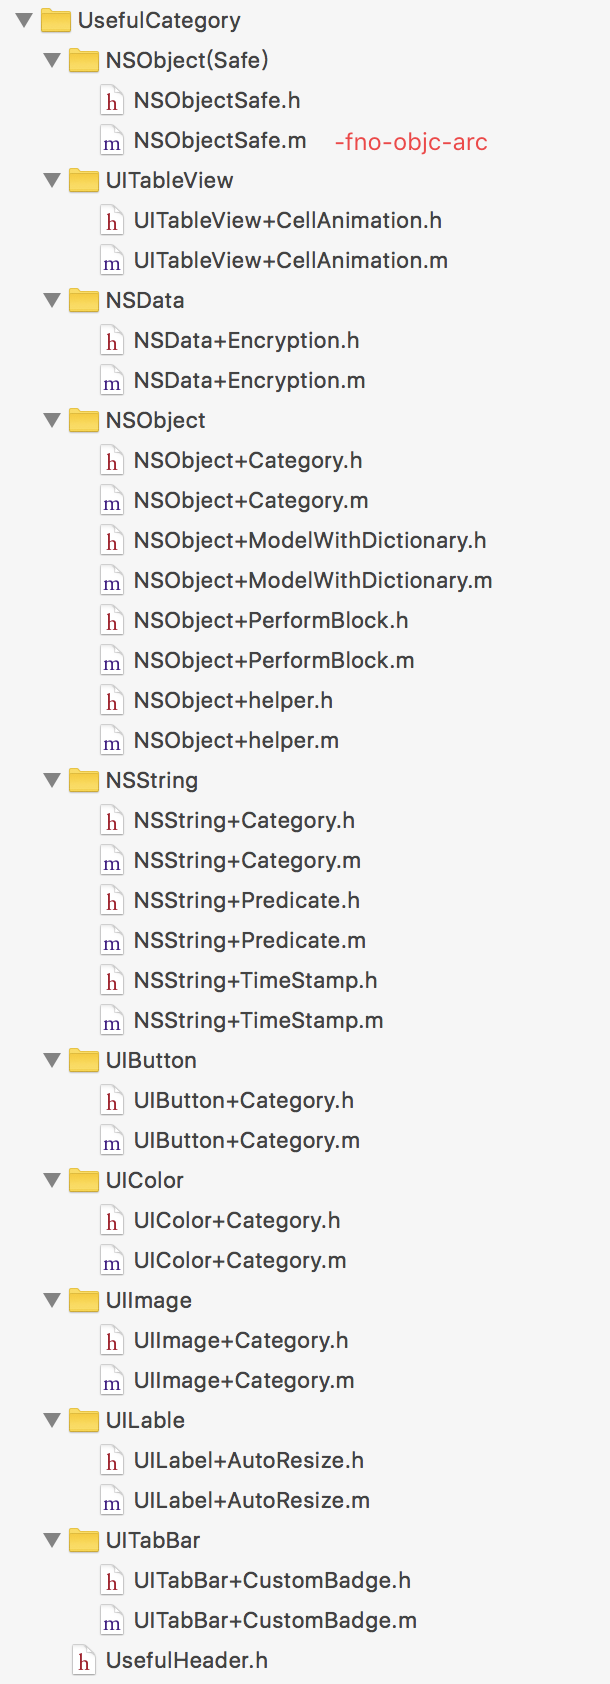 UsefulCategory
NSObject(Safe)
h NSObjectSafe.h
m NSObjectSafe.m -fno-objc-arc
UITableView
h UITableView+CellAnimation.h
m UITableView+CellAnimation.m
NSData
h NSData+Encryption.h
m NSData+Encryption.m
NSObject
h NSObject+Category.h
m NSObject+Category.m
h NSObject+ModelWithDictionary.h
m NSObject+ModelWithDictionary.m
h NSObject+PerformBlock.h
m NSObject+PerformBlock.m
h NSObject+helper.h
m NSObject+helper.m
NSString
h NSString+Category.h
m NSString+Category.m
h NSString+Predicate.h
m NSString+Predicate.m
h NSString+TimeStamp.h
m NSString+TimeStamp.m
UIButton
h UIButton+Category.h
m UIButton+Category.m
UIColor
h UIColor+Category.h
m UIColor+Category.m
UIImage
h UIImage+Category.h
m UIImage+Category.m
UILable
h UILabel+AutoResize.h
m UILabel+AutoResize.m
UITabBar
h UITabBar+CustomBadge.h
m UITabBar+CustomBadge.m
h UsefulHeader.h